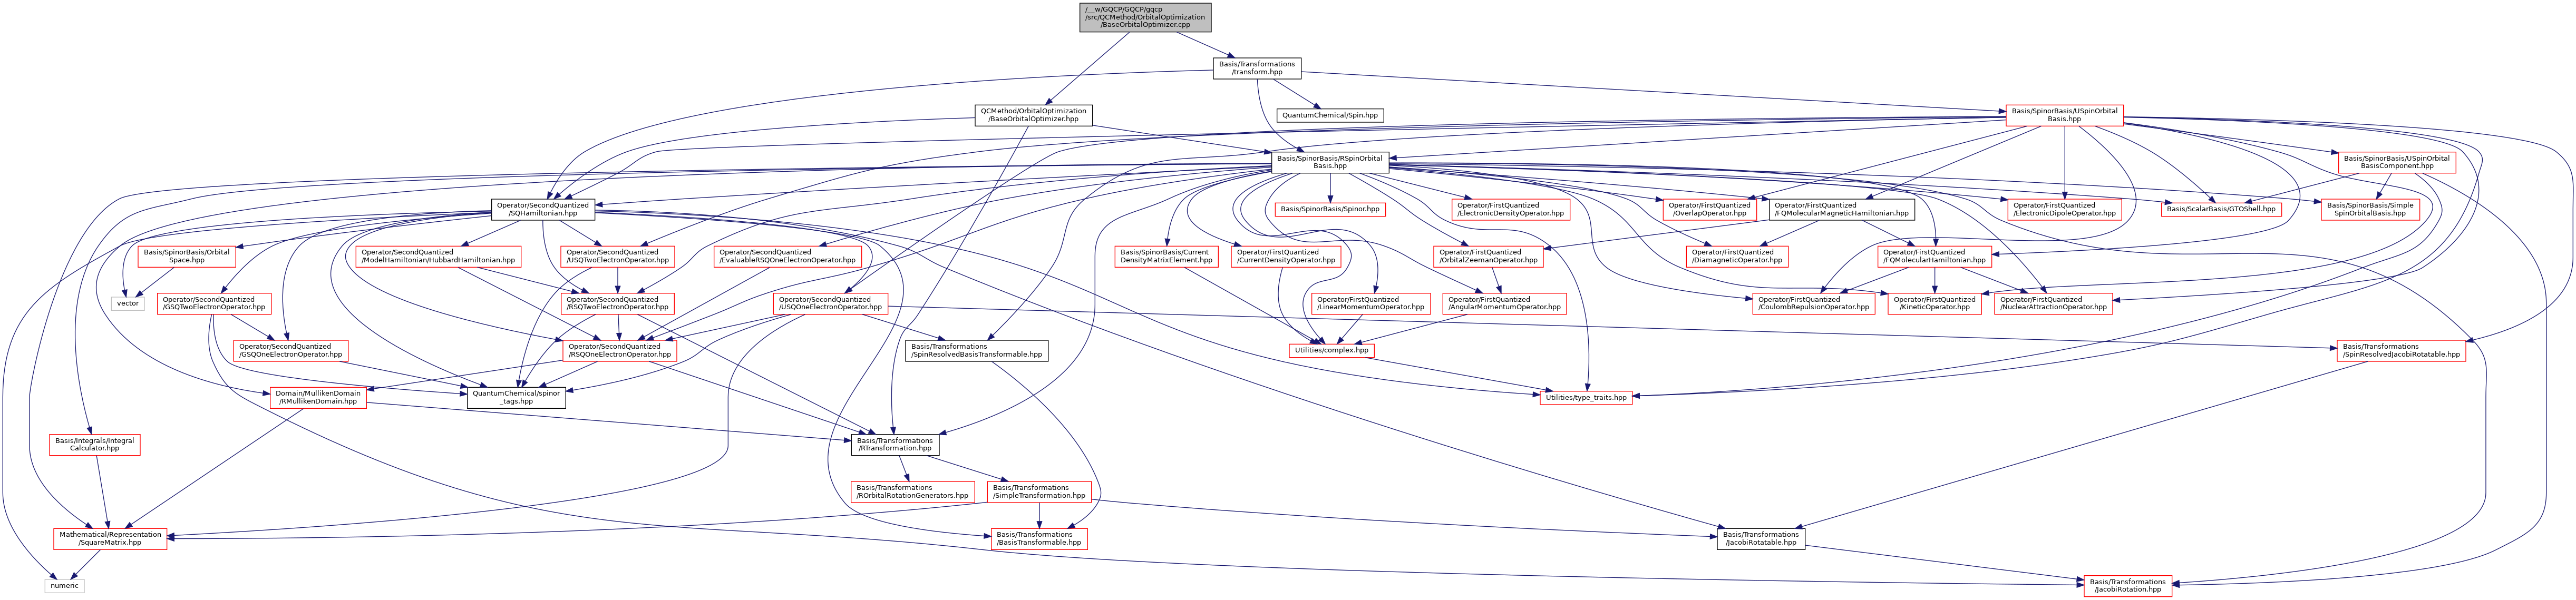 /__w/GQCP/GQCP/gqcp
/src/QCMethod/OrbitalOptimization
/BaseOrbitalOptimizer.cpp
Basis/Transformations
/transform.hpp
QCMethod/OrbitalOptimization
/BaseOrbitalOptimizer.hpp
QuantumChemical/Spin.hpp
Basis/SpinorBasis/USpinOrbital
Basis.hpp
Basis/SpinorBasis/RSpinOrbital
Basis.hpp
Basis/SpinorBasis/USpinOrbital
BasisComponent.hpp
Operator/SecondQuantized
/SQHamiltonian.hpp
Basis/SpinorBasis/Spinor.hpp
Operator/FirstQuantized
/ElectronicDensityOperator.hpp
Operator/FirstQuantized
/OverlapOperator.hpp
Operator/FirstQuantized
/FQMolecularMagneticHamiltonian.hpp
Operator/FirstQuantized
/ElectronicDipoleOperator.hpp
Basis/ScalarBasis/GTOShell.hpp
Basis/SpinorBasis/Simple
SpinOrbitalBasis.hpp
Basis/SpinorBasis/Orbital
Space.hpp
Operator/SecondQuantized
/ModelHamiltonian/HubbardHamiltonian.hpp
Operator/SecondQuantized
/USQTwoElectronOperator.hpp
Operator/SecondQuantized
/EvaluableRSQOneElectronOperator.hpp
Basis/SpinorBasis/Current
DensityMatrixElement.hpp
Operator/FirstQuantized
/CurrentDensityOperator.hpp
Operator/FirstQuantized
/OrbitalZeemanOperator.hpp
Operator/FirstQuantized
/DiamagneticOperator.hpp
Operator/FirstQuantized
/FQMolecularHamiltonian.hpp
vector
Operator/SecondQuantized
/GSQTwoElectronOperator.hpp
Operator/SecondQuantized
/RSQTwoElectronOperator.hpp
Operator/SecondQuantized
/USQOneElectronOperator.hpp
Operator/FirstQuantized
/LinearMomentumOperator.hpp
Operator/FirstQuantized
/AngularMomentumOperator.hpp
Operator/FirstQuantized
/CoulombRepulsionOperator.hpp
Operator/FirstQuantized
/KineticOperator.hpp
Operator/FirstQuantized
/NuclearAttractionOperator.hpp
Operator/SecondQuantized
/GSQOneElectronOperator.hpp
Operator/SecondQuantized
/RSQOneElectronOperator.hpp
Basis/Transformations
/SpinResolvedBasisTransformable.hpp
Utilities/complex.hpp
Basis/Transformations
/SpinResolvedJacobiRotatable.hpp
Domain/MullikenDomain
/RMullikenDomain.hpp
QuantumChemical/spinor
_tags.hpp
Utilities/type_traits.hpp
Basis/Integrals/Integral
Calculator.hpp
Basis/Transformations
/RTransformation.hpp
Basis/Transformations
/ROrbitalRotationGenerators.hpp
Basis/Transformations
/SimpleTransformation.hpp
Mathematical/Representation
/SquareMatrix.hpp
Basis/Transformations
/BasisTransformable.hpp
Basis/Transformations
/JacobiRotatable.hpp
numeric
Basis/Transformations
/JacobiRotation.hpp